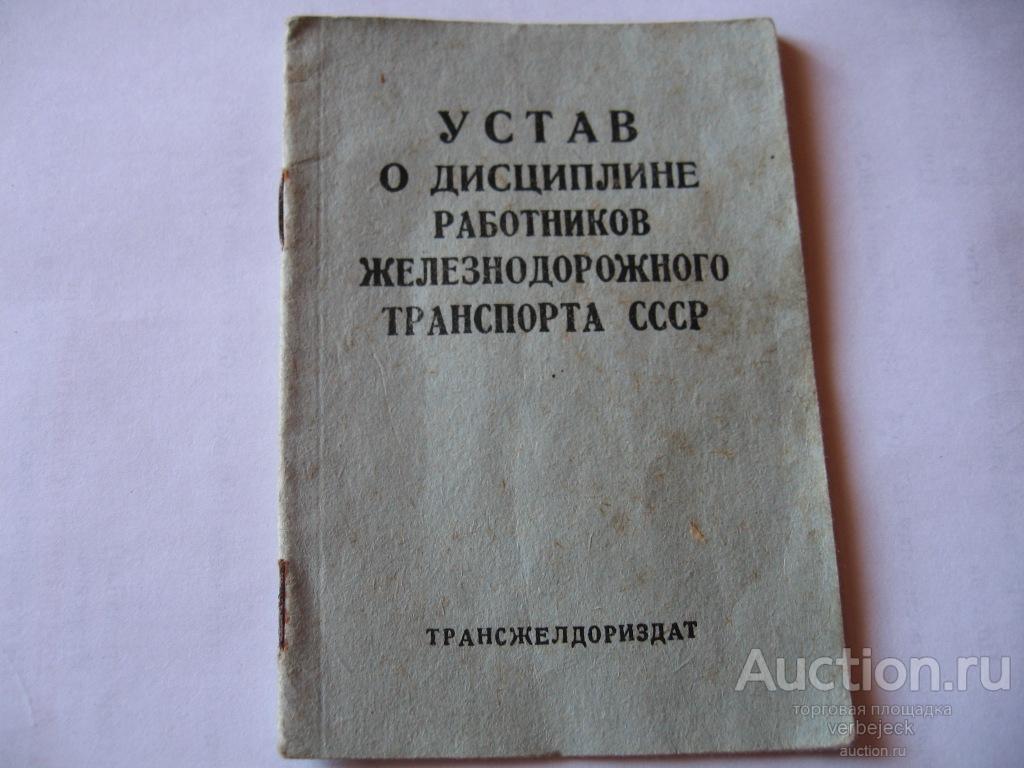 УСТАВ
О ДИСЦИПЛИНЕ
РАБОТНИКОВ
ЖЕЛЕЗНОДОРОЖНОГО
ТРАНСПОРТА СССР
ТРАНСЖЕЛДОРИЗДАТ
Auction.ru
торговая площадка
verbejeck
auction.ru